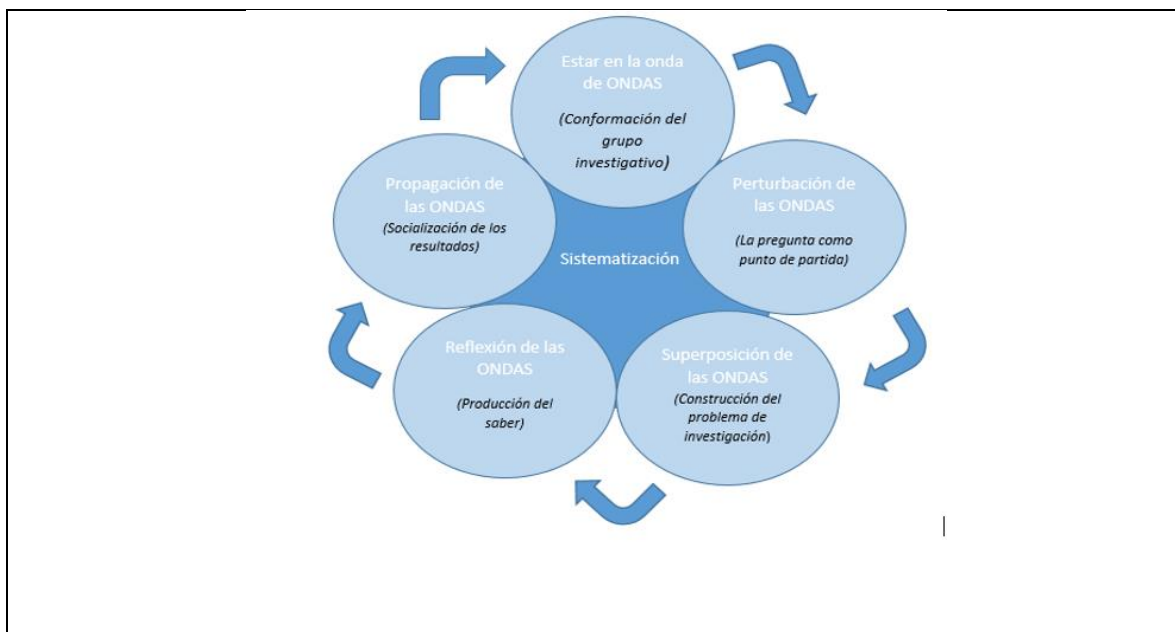 Estar en la onda
de ONDAS
(Conformación del
grupo
investigativo)
Perturbación de
las ONDAS
(La pregunta como
punto de partida)
Superposición de
las ONDAS
(Construcción del
problema de
investigación)
Reflexión de las
ONDAS
(Producción del
saber)
Propagación de
las ONDAS
(Socialización de los
resultados)
Sistematización